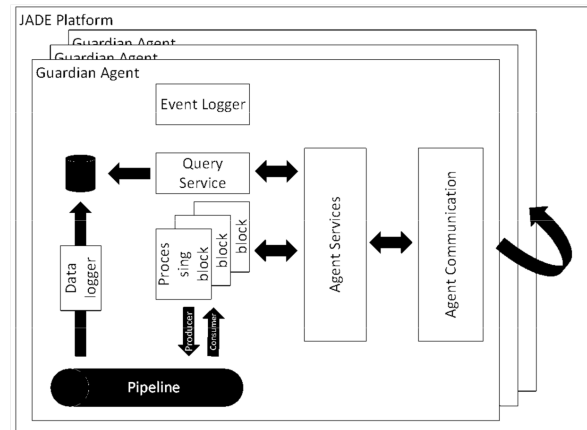 JADE Platform
Guardian Agent
Guardian Agent
Guardian Agent
Event Logger
Query
Service
Proces
sing
block
block
block
Data
logger
Agent Services
Agent Communication
Producer
Consumer
Pipeline